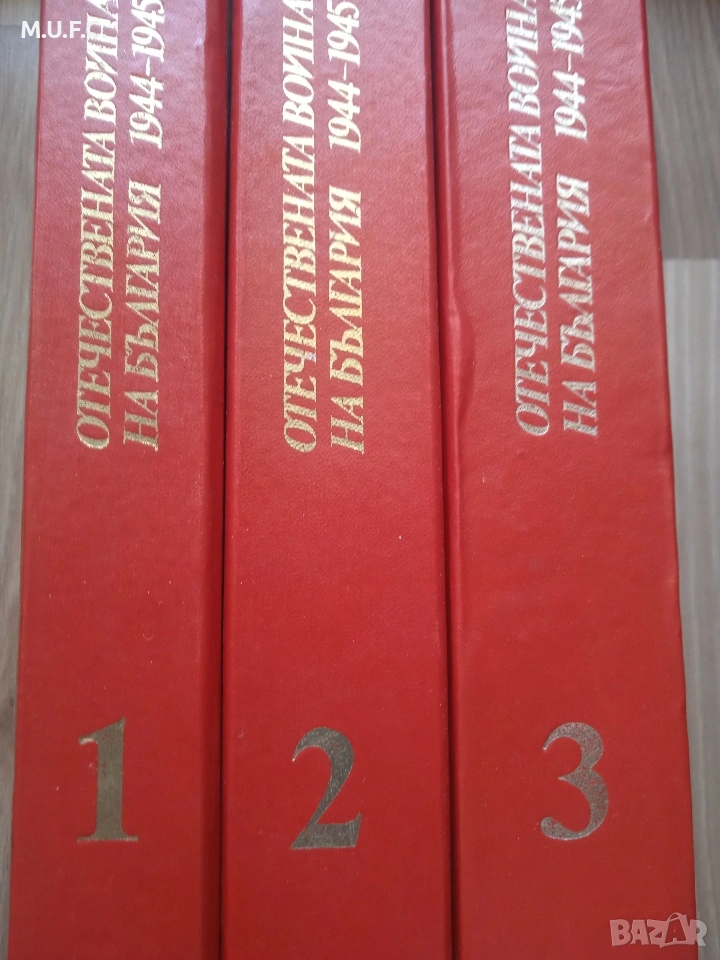 M.U.F.
ОТЕЧЕСТВЕНАТА ВОЙНА
НА БЪЛГАРИЯ 1944–1945
1
ОТЕЧЕСТВЕНАТА ВОЙНА
НА БЪЛГАРИЯ 1944–1945
2
ОТЕЧЕСТВЕНАТА ВОЙНА
НА БЪЛГАРИЯ 1944–1945
3
BAZAR